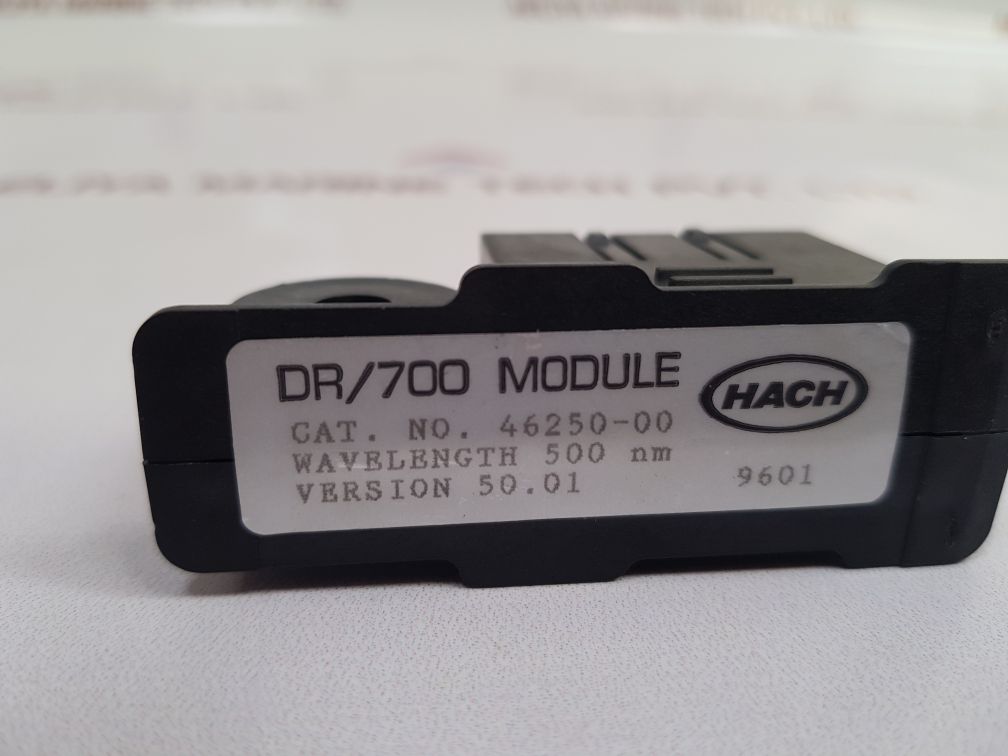 DR/700 MODULE
HACH
CAT. NO. 46250-00
WAVELENGTH 500 nm
VERSION 50.01
9601